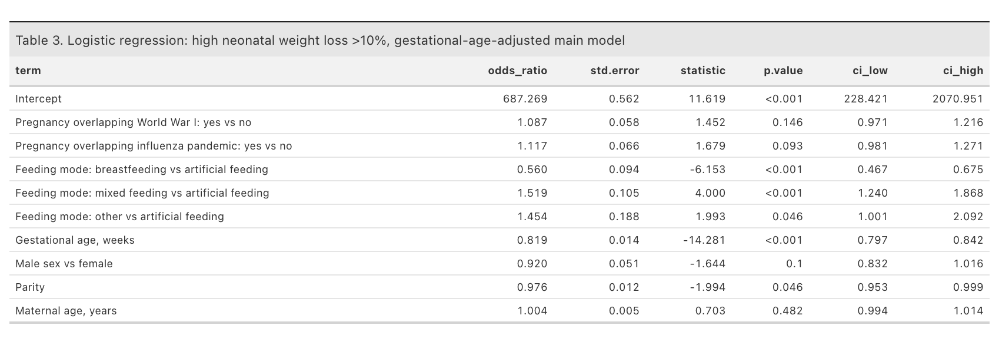 Table 3. Logistic regression: high neonatal weight loss >10%, gestational-age-adjusted main model
term odds_ratio std.error statistic p.value ci_low ci_high
Intercept 687.269 0.562 11.619 <0.001 228.421 2070.951
Pregnancy overlapping World War I: yes vs no 1.087 0.058 1.452 0.146 0.971 1.216
Pregnancy overlapping influenza pandemic: yes vs no 1.117 0.066 1.679 0.093 0.981 1.271
Feeding mode: breastfeeding vs artificial feeding 0.560 0.094 -6.153 <0.001 0.467 0.675
Feeding mode: mixed feeding vs artificial feeding 1.519 0.105 4.000 <0.001 1.240 1.868
Feeding mode: other vs artificial feeding 1.454 0.188 1.993 0.046 1.001 2.092
Gestational age, weeks 0.819 0.014 -14.281 <0.001 0.797 0.842
Male sex vs female 0.920 0.051 -1.644 0.1 0.832 1.016
Parity 0.976 0.012 -1.994 0.046 0.953 0.999
Maternal age, years 1.004 0.005 0.703 0.482 0.994 1.014